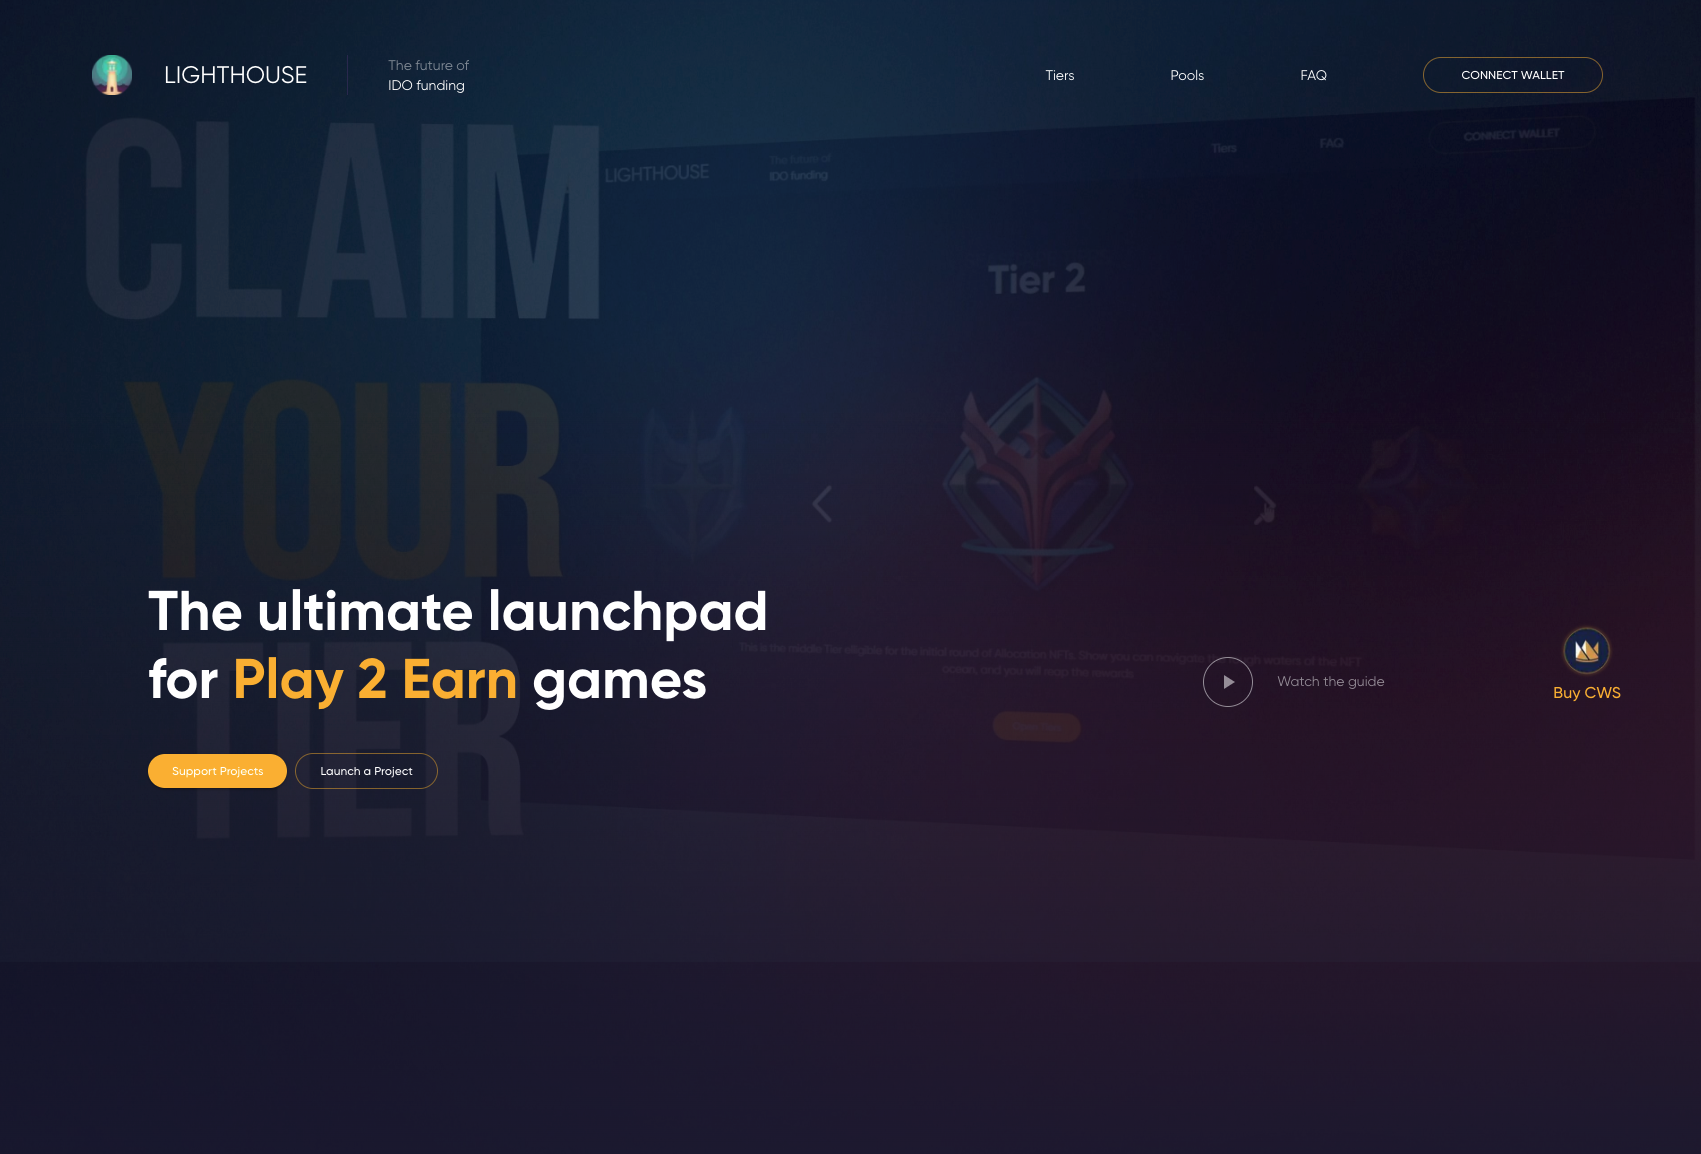 LIGHTHOUSE
The future of
IDO funding
Tiers
Pools
FAQ
CONNECT WALLET
CLAIM
YOUR
TIER
LIGHTHOUSE
The future of
IDO funding
Tiers
FAQ
CONNECT WALLET
Tier 2
This is the middle Tier eligible for the initial round of Allocation NFTs. Show you can navigate the high waters of the NFT
ocean, and you will reap the rewards
The ultimate launchpad
for Play 2 Earn games
Support Projects
Launch a Project
Watch the guide
Buy CWS